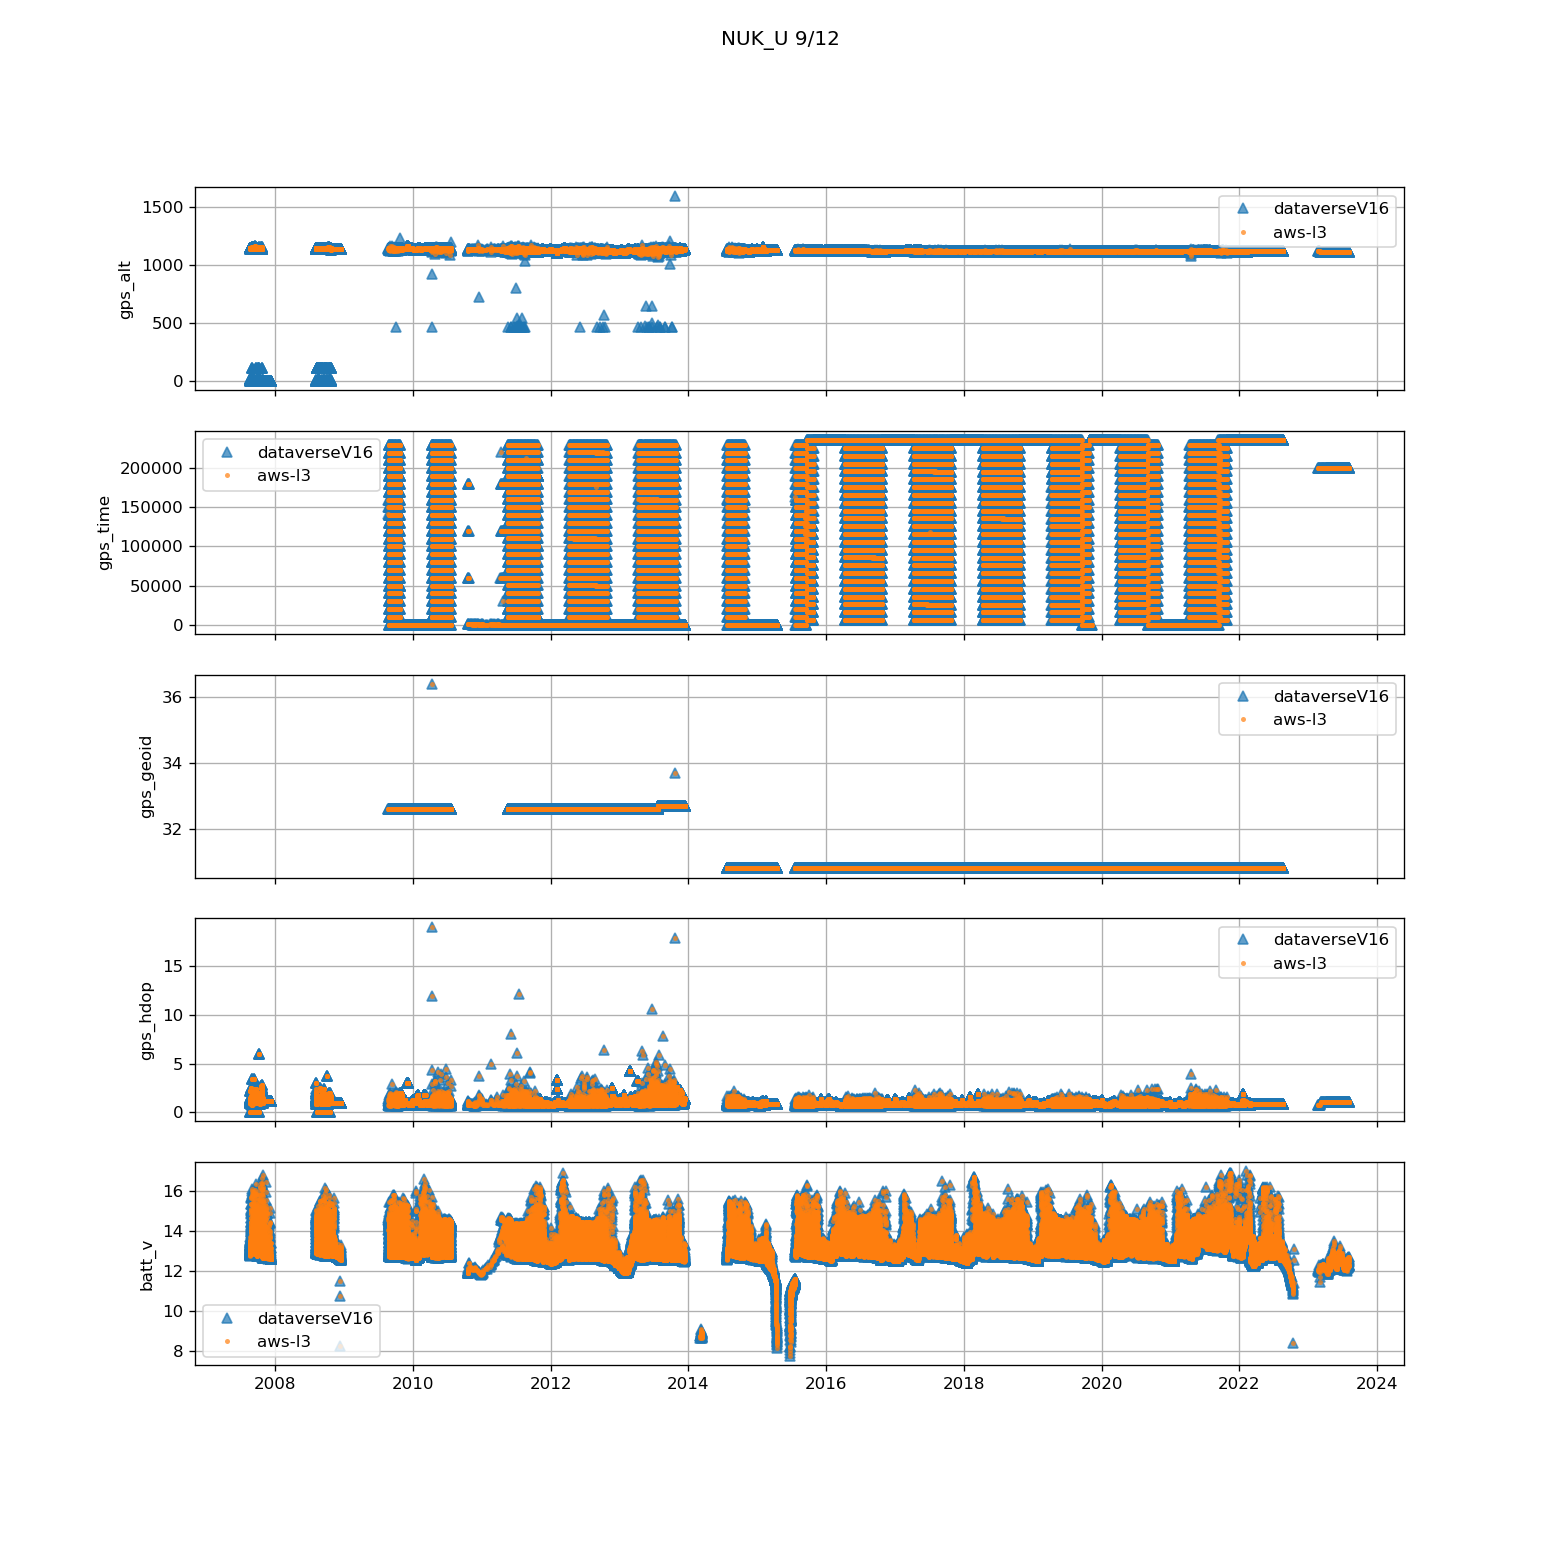 NUK_U 9/12
1500
1000
500
0
gps_alt
dataverseV16
aws-l3
200000
150000
100000
50000
0
gps_time
dataverseV16
aws-l3
36
34
32
gps_geoid
dataverseV16
aws-l3
15
10
5
0
gps_hdop
dataverseV16
aws-l3
16
14
12
10
8
batt_v
dataverseV16
aws-l3
2008 2010 2012 2014 2016 2018 2020 2022 2024